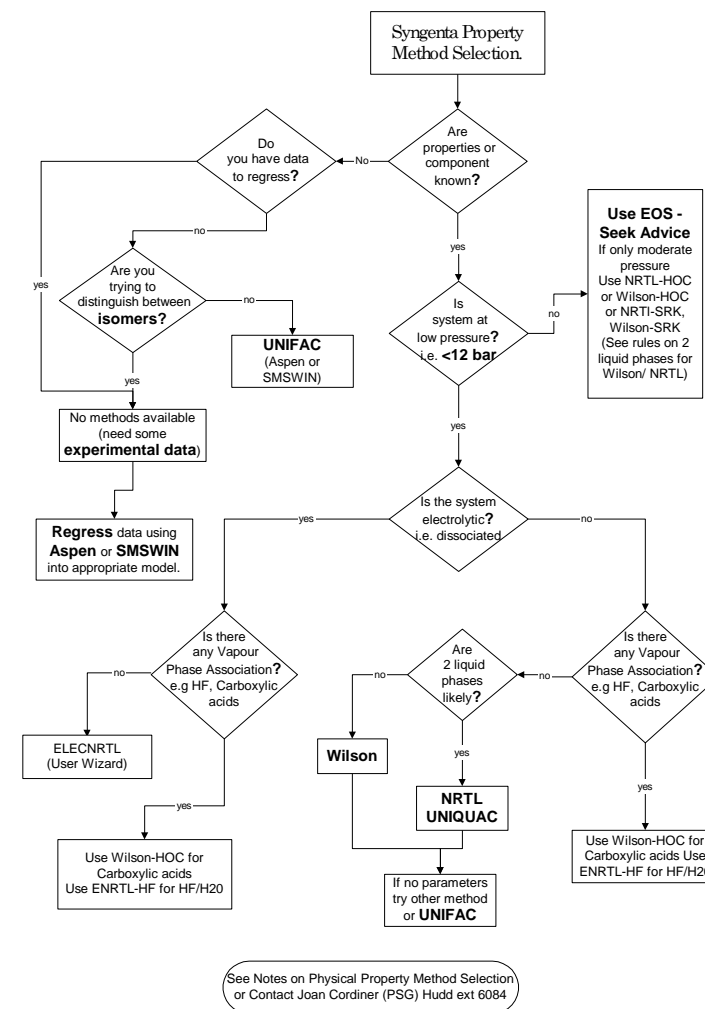 Syngenta Property
Method Selection.
Are
properties or
component
known?
No
Do
you have data
to regress?
no
yes
yes
Are you
trying to
distinguish between
isomers?
no
UNIFAC
(Aspen or
SMSWIN)
yes
No methods available
(need some
experimental data)
Regress data using
Aspen or SMSWIN
into appropriate model.
Is
system at
low pressure?
i.e. <12 bar
no
Use EOS -
Seek Advice
If only moderate
pressure
Use NRTL-HOC
or Wilson-HOC
or NRTl-SRK,
Wilson-SRK
(See rules on 2
liquid phases for
Wilson/ NRTL)
yes
Is the system
electrolytic?
i.e. dissociated
yes
no
Is there
any Vapour
Phase Association?
e.g HF, Carboxylic
acids
no
ELECNRTL
(User Wizard)
yes
Use Wilson-HOC for
Carboxylic acids
Use ENRTL-HF for HF/H20
Is there
any Vapour
Phase Association?
e.g HF, Carboxylic
acids
no
Are
2 liquid
phases
likely?
no
Wilson
yes
NRTL
UNIQUAC
If no parameters
try other method
or UNIFAC
yes
Use Wilson-HOC for
Carboxylic acids Use
ENRTL-HF for HF/H20
See Notes on Physical Property Method Selection
or Contact Joan Cordiner (PSG) Hudd ext 6084